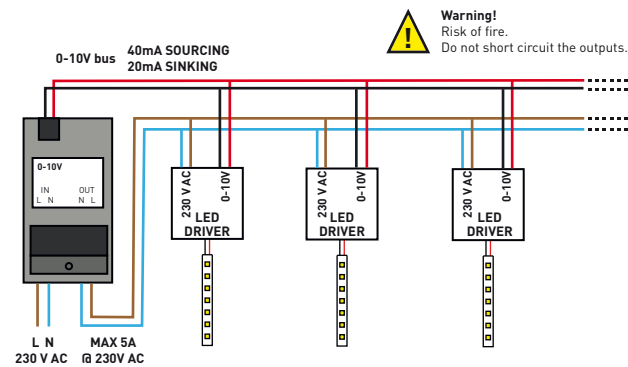 Warning!
Risk of fire.
Do not short circuit the outputs.
!
0-10V bus
40mA SOURCING
20mA SINKING
0-10V
IN OUT
L N N L
230 V AC
0-10V
LED
DRIVER
230 V AC
0-10V
LED
DRIVER
230 V AC
0-10V
LED
DRIVER
L N
230 V AC
MAX 5A
@ 230V AC